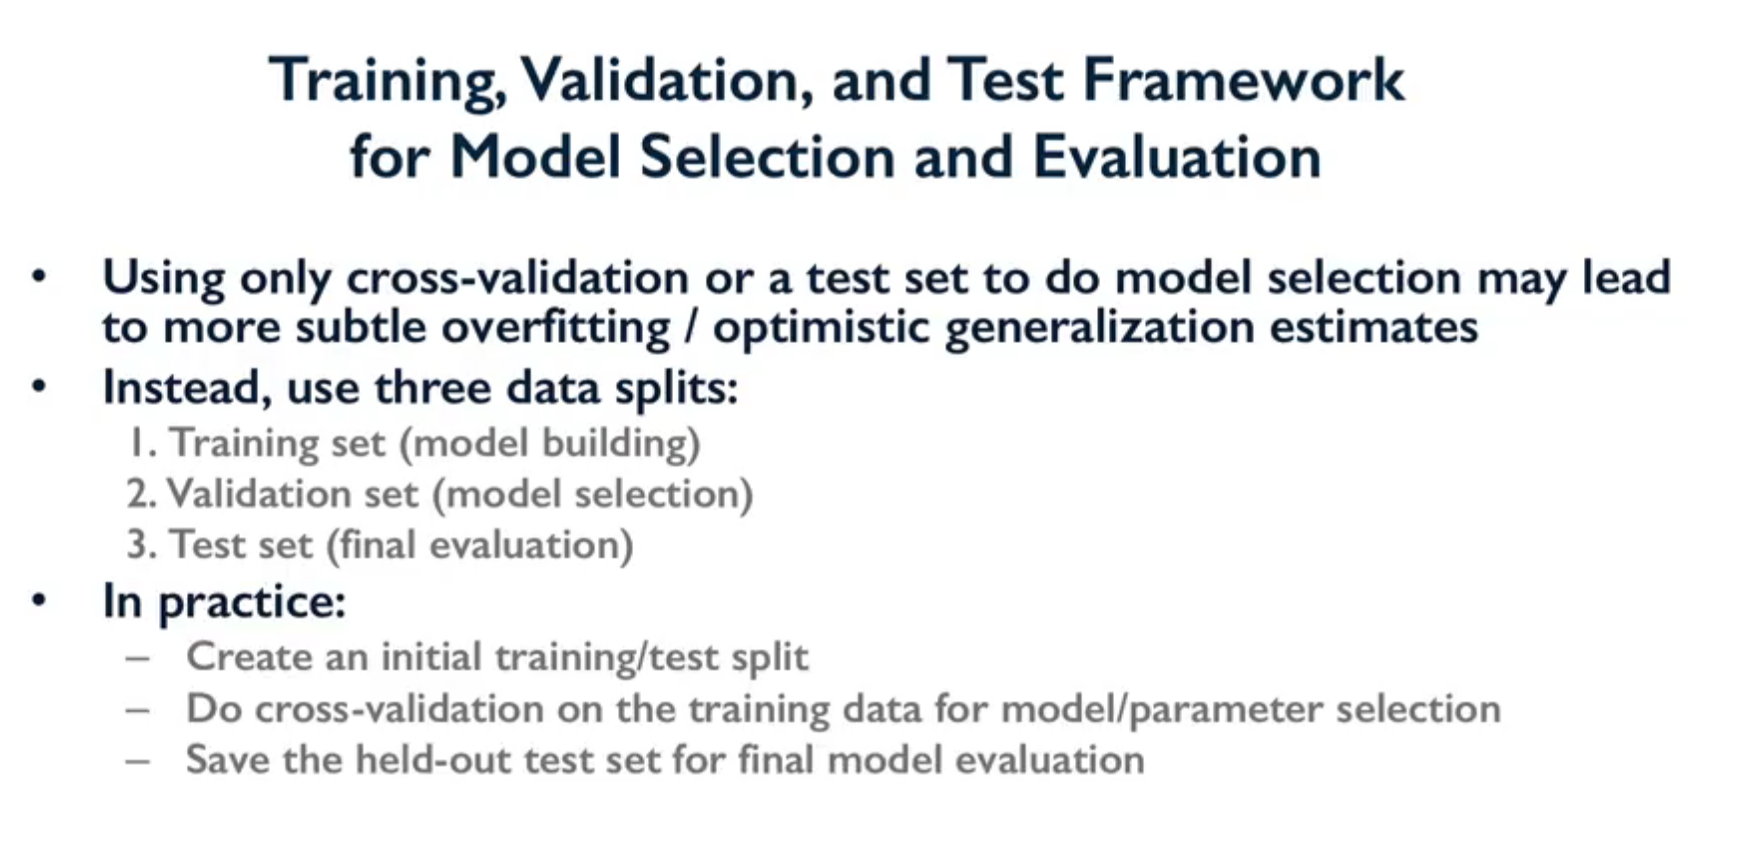 Training, Validation, and Test Framework
for Model Selection and Evaluation
• Using only cross-validation or a test set to do model selection may lead
to more subtle overfitting / optimistic generalization estimates
• Instead, use three data splits:
1. Training set (model building)
2. Validation set (model selection)
3. Test set (final evaluation)
• In practice:
– Create an initial training/test split
– Do cross-validation on the training data for model/parameter selection
– Save the held-out test set for final model evaluation